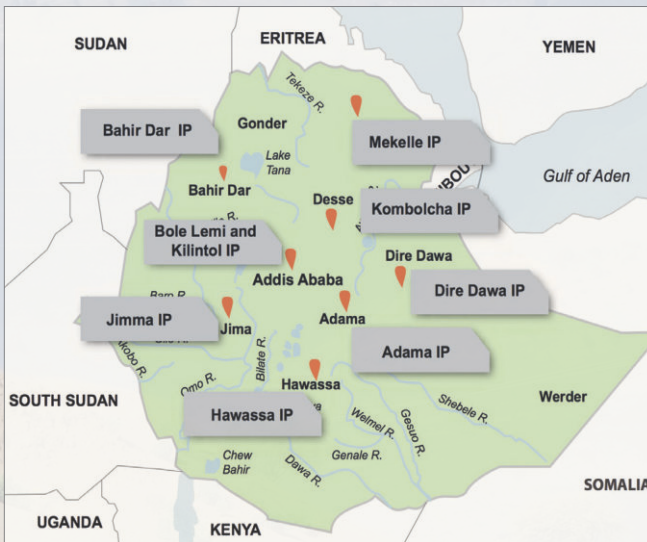 SUDAN
ERITREA
YEMEN
Tekeze R.
Bahir Dar IP
Gonder
Mekelle IP
Lake
Tana
Gulf of Aden
Bahir Dar
Desse
Kombolcha IP
Bole Lemi and
Kilintol IP
Dire Dawa
Addis Ababa
Dire Dawa IP
Jimma IP
Jima
Adama
Adama IP
Bilate R.
Omo R.
Hawassa
SOUTH SUDAN
Werder
Shebele R.
Hawassa IP
Welmel R.
Gesuo R.
Chew
Bahir
Dawa R.
Genale R.
SOMALIA
UGANDA
KENYA